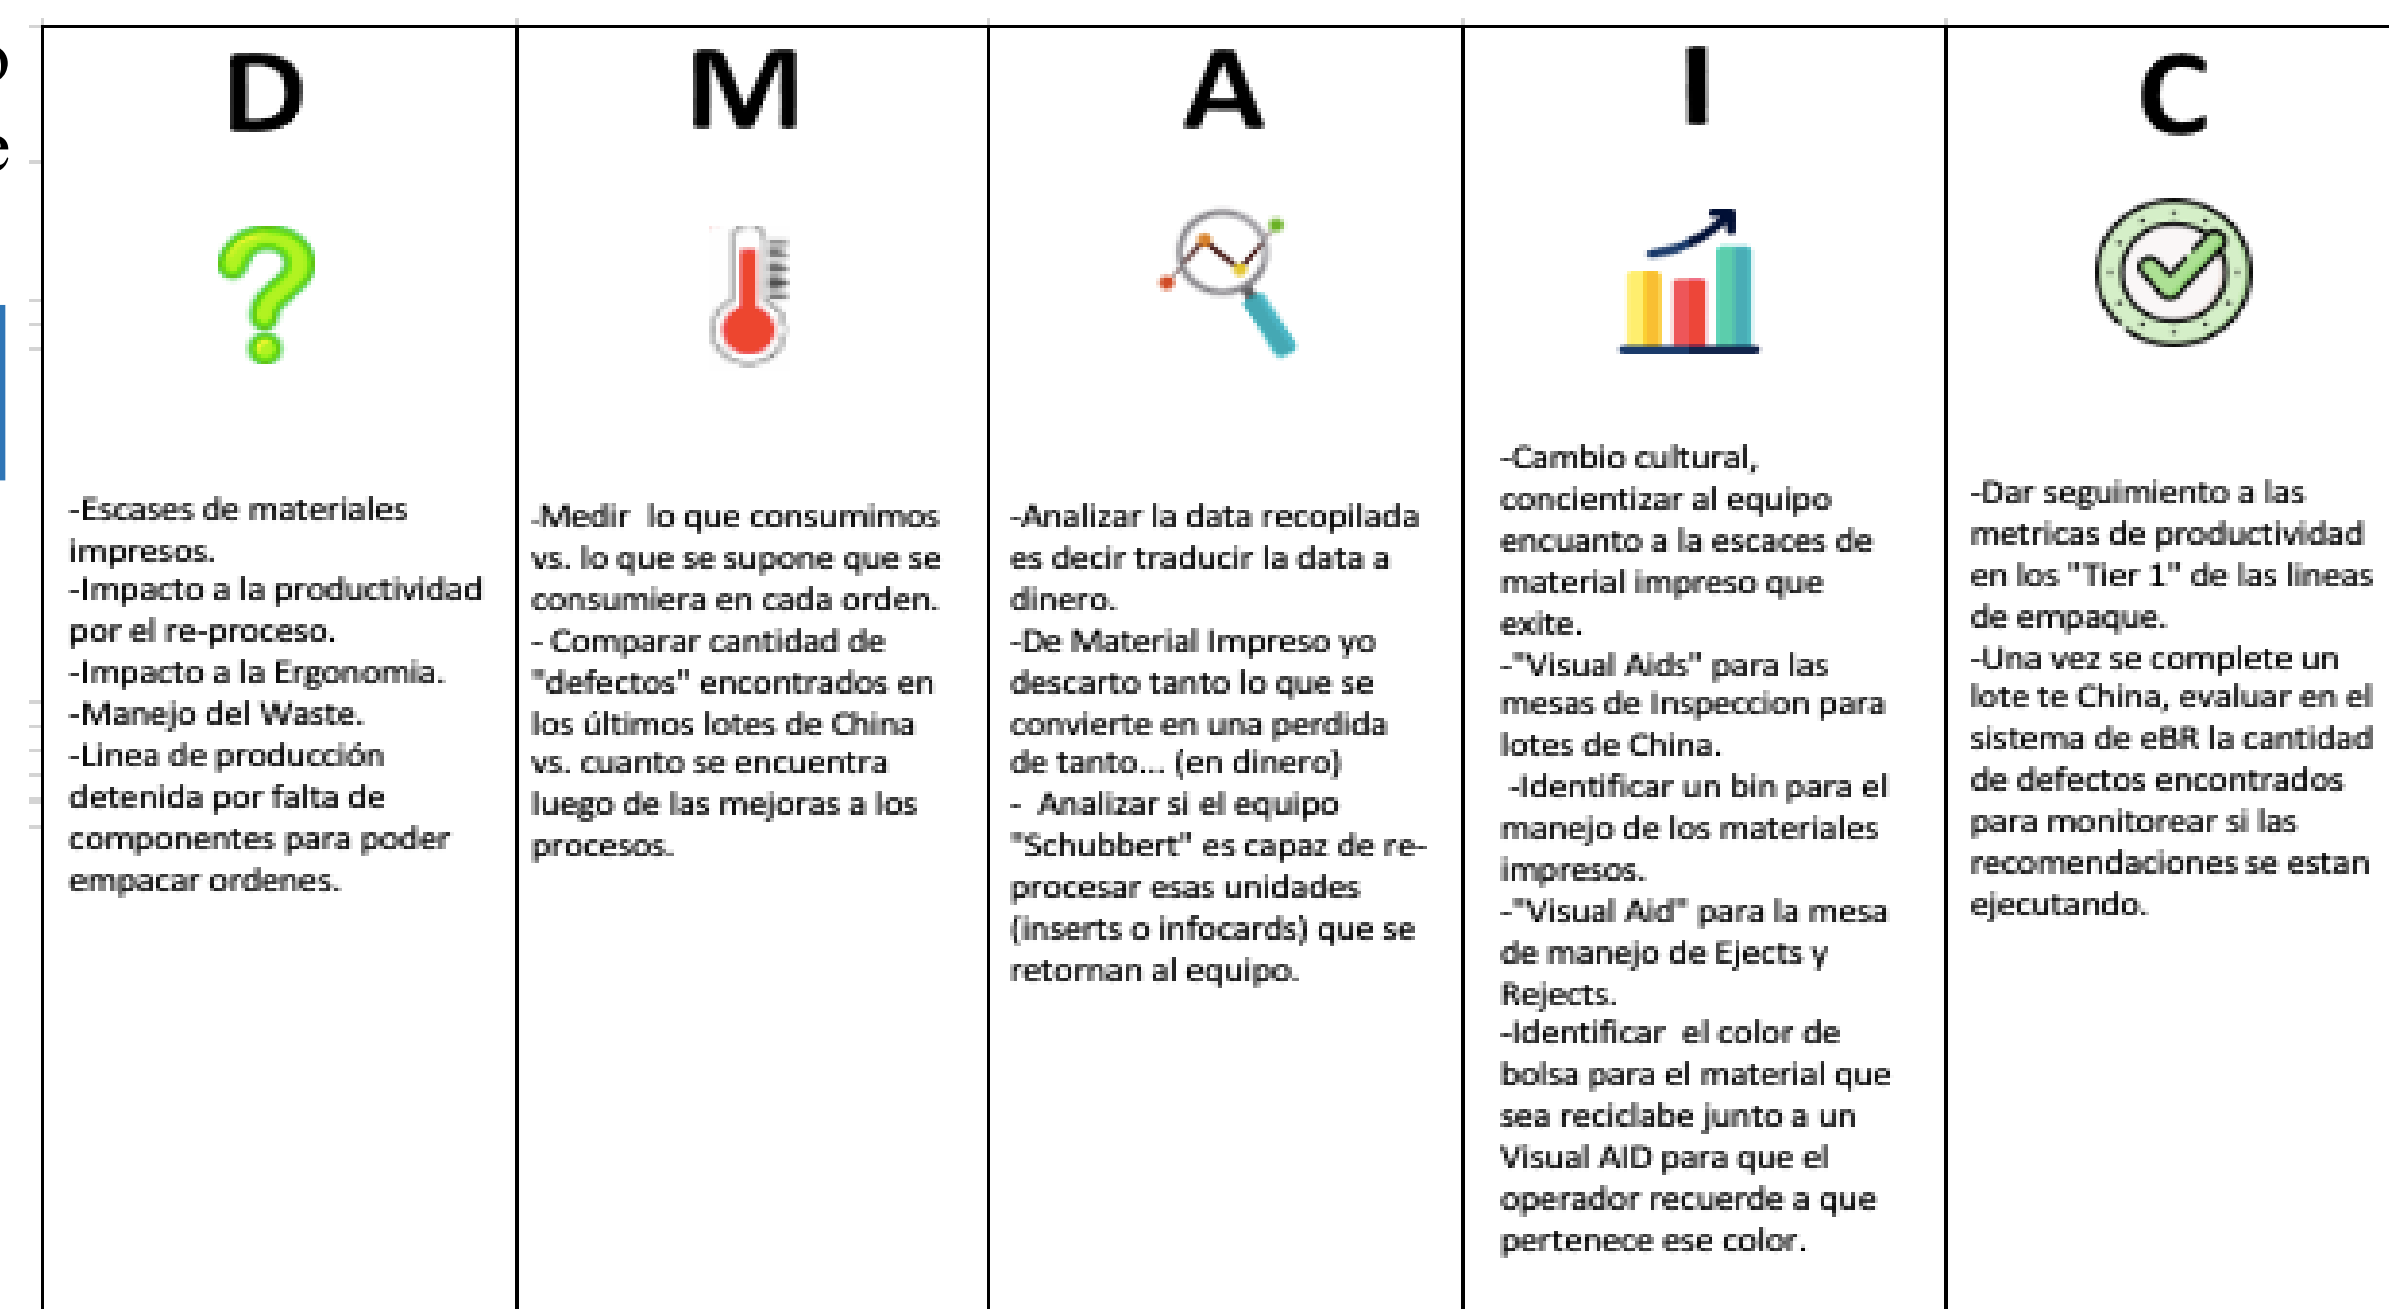 D
-Escases de materiales
impresos.
-Impacto a la productividad
por el re-proceso.
-Impacto a la Ergonomia.
-Manejo del Waste.
-Linea de producción
detenida por falta de
componentes para poder
empacar ordenes.
M
-Medir lo que consumimos
vs. lo que se supone que se
consumiera en cada orden.
- Comparar cantidad de
"defectos" encontrados en
los últimos lotes de China
vs. cuanto se encuentra
luego de las mejoras a los
procesos.
A
-Analizar la data recopilada
es decir traducir la data a
dinero.
-De Material Impreso yo
descarto tanto lo que se
convierte en una perdida
de tanto... (en dinero)
- Analizar si el equipo
"Schubbert" es capaz de re-
procesar esas unidades
(inserts o infocards) que se
retornan al equipo.
I
-Cambio cultural,
concientizar al equipo
encuanto a la escaces de
material impreso que
exite.
-"Visual Aids" para las
mesas de Inspeccion para
lotes de China.
-Identificar un bin para el
manejo de los materiales
impresos.
-"Visual Aid" para la mesa
de manejo de Ejects y
Rejects.
-Identificar el color de
bolsa para el material que
sea reciclabe junto a un
Visual AID para que el
operador recuerde a que
pertenece ese color.
C
-Dar seguimiento a las
metricas de productividad
en los "Tier 1" de las lineas
de empaque.
-Una vez se complete un
lote te China, evaluar en el
sistema de eBR la cantidad
de defectos encontrados
para monitorear si las
recomendaciones se estan
ejecutando.